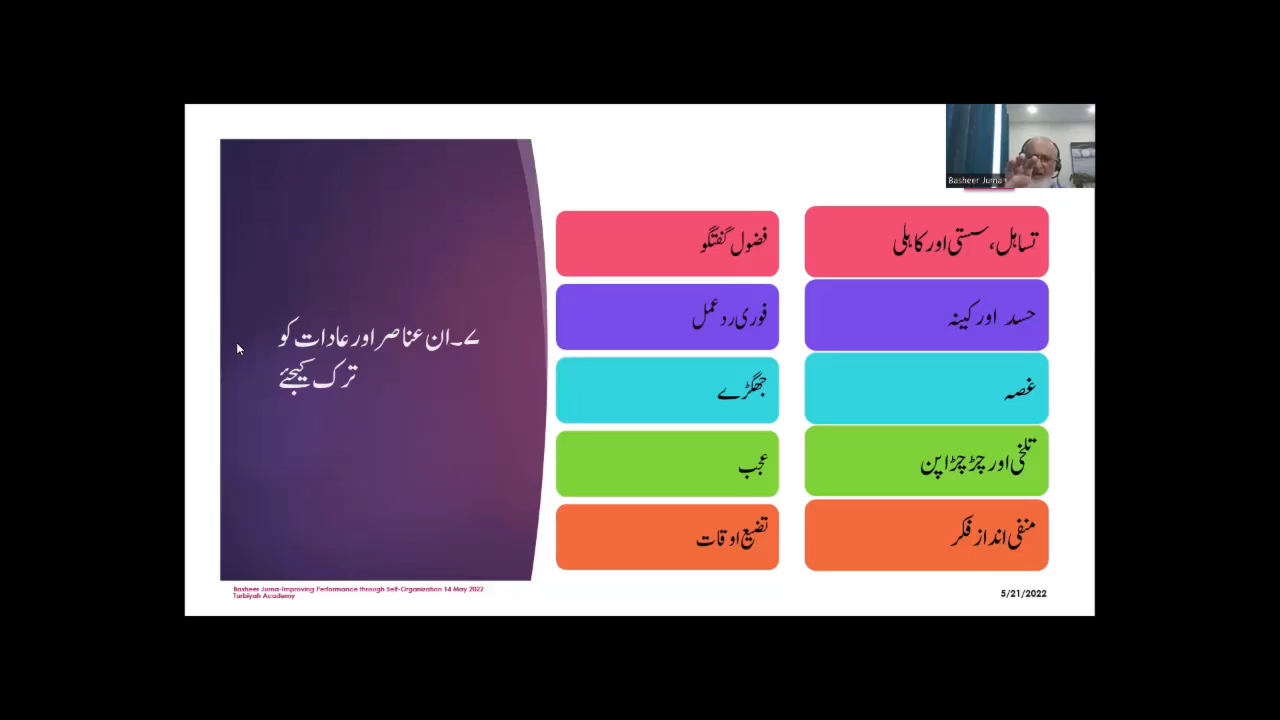 Basheer Juma
۷۔ان عناصر اور عادات کو
ترک کیجئے
تساہل، سستی اور کاہلی
فضول گفتگو
حسد اور کینہ
فوری ردعمل
غصہ
جھگڑے
تلخی اور چڑچڑاپن
عجب
منفی انداز فکر
تضیع اوقات
Basheer Juma-Improving Performance through Self-Organization 14 May 2022
Tarbiyah Academy
5/21/2022